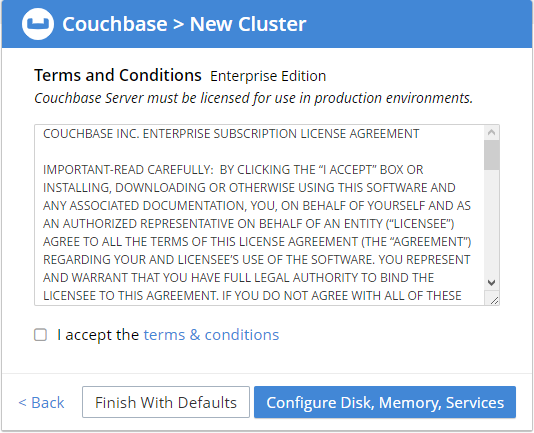 Couchbase > New Cluster
Terms and Conditions Enterprise Edition
Couchbase Server must be licensed for use in production environments.
COUCHBASE INC. ENTERPRISE SUBSCRIPTION LICENSE AGREEMENT
IMPORTANT-READ CAREFULLY: BY CLICKING THE “I ACCEPT” BOX OR
INSTALLING, DOWNLOADING OR OTHERWISE USING THIS SOFTWARE AND
ANY ASSOCIATED DOCUMENTATION, YOU, ON BEHALF OF YOURSELF AND AS
AN AUTHORIZED REPRESENTATIVE ON BEHALF OF AN ENTITY (“LICENSEE”)
AGREE TO ALL THE TERMS OF THIS LICENSE AGREEMENT (THE “AGREEMENT”)
REGARDING YOUR AND LICENSEE’S USE OF THE SOFTWARE. YOU REPRESENT
AND WARRANT THAT YOU HAVE FULL LEGAL AUTHORITY TO BIND THE
LICENSEE TO THIS AGREEMENT. IF YOU DO NOT AGREE WITH ALL OF THESE
I accept the terms & conditions
< Back
Finish With Defaults
Configure Disk, Memory, Services